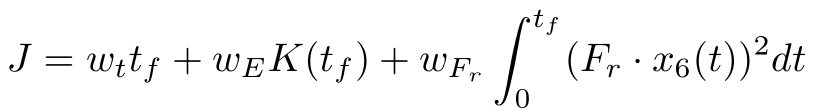 J = w_t t_f + w_E K(t_f) + w_{F_r} \int_0^{t_f} (F_r \cdot x_6(t))^2 dt